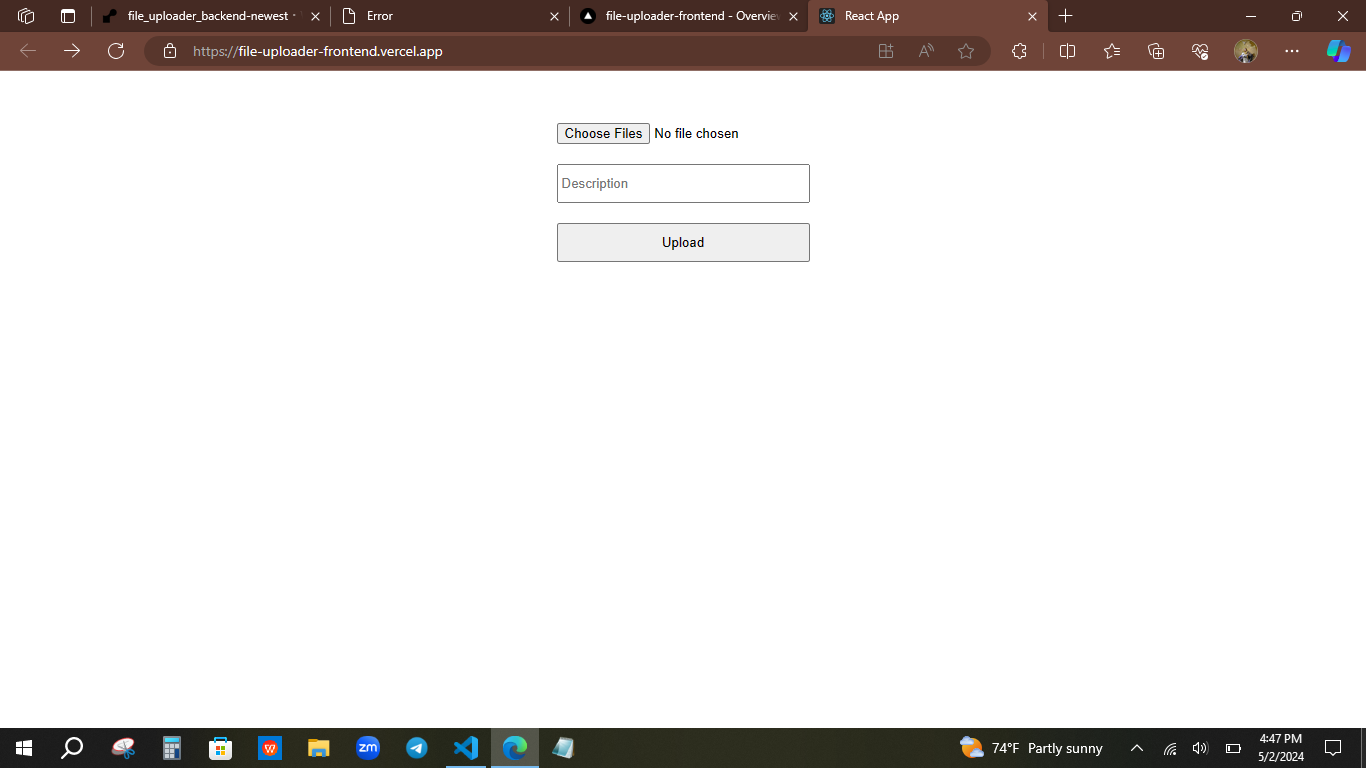 file_uploader_backend-newest ·
Error
file-uploader-frontend - Overvie
React App
https://file-uploader-frontend.vercel.app
Choose Files No file chosen
Description
Upload
zm
74°F Partly sunny
4:47 PM
5/2/2024